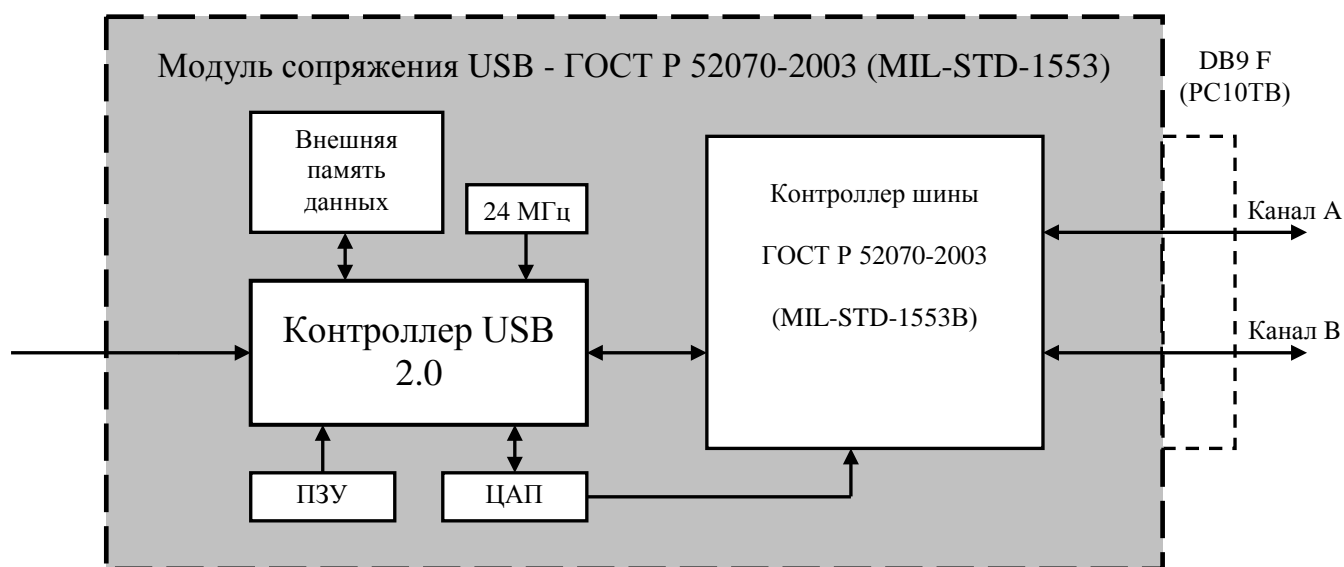 Модуль сопряжения USB - ГОСТ Р 52070-2003 (MIL-STD-1553)
DB9 F
(РС10ТВ)
Внешняя
память
данных
24 МГц
Контроллер шины
ГОСТ Р 52070-2003
(MIL-STD-1553B)
Канал А
Контроллер USB
2.0
Канал В
ПЗУ
ЦАП